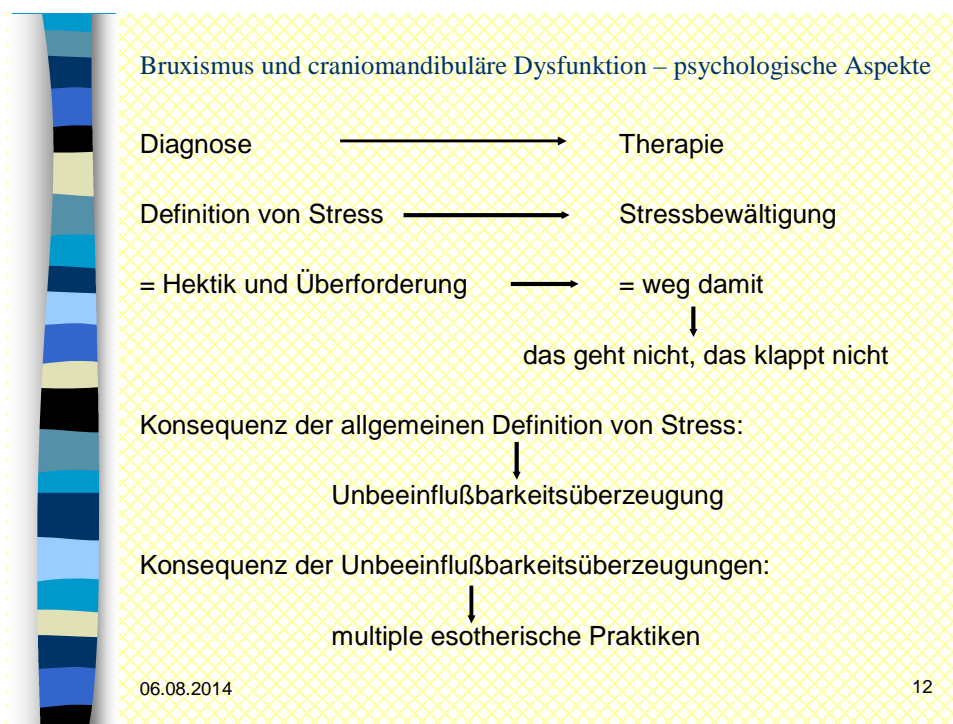 Bruxismus und craniomandibuläre Dysfunktion – psychologische Aspekte
Diagnose Therapie
Definition von Stress Stressbewältigung
= Hektik und Überforderung = weg damit
das geht nicht, das klappt nicht
Konsequenz der allgemeinen Definition von Stress:
Unbeeinflußbarkeitsüberzeugung
Konsequenz der Unbeeinflußbarkeitsüberzeugungen:
multiple esotherische Praktiken
06.08.2014 12